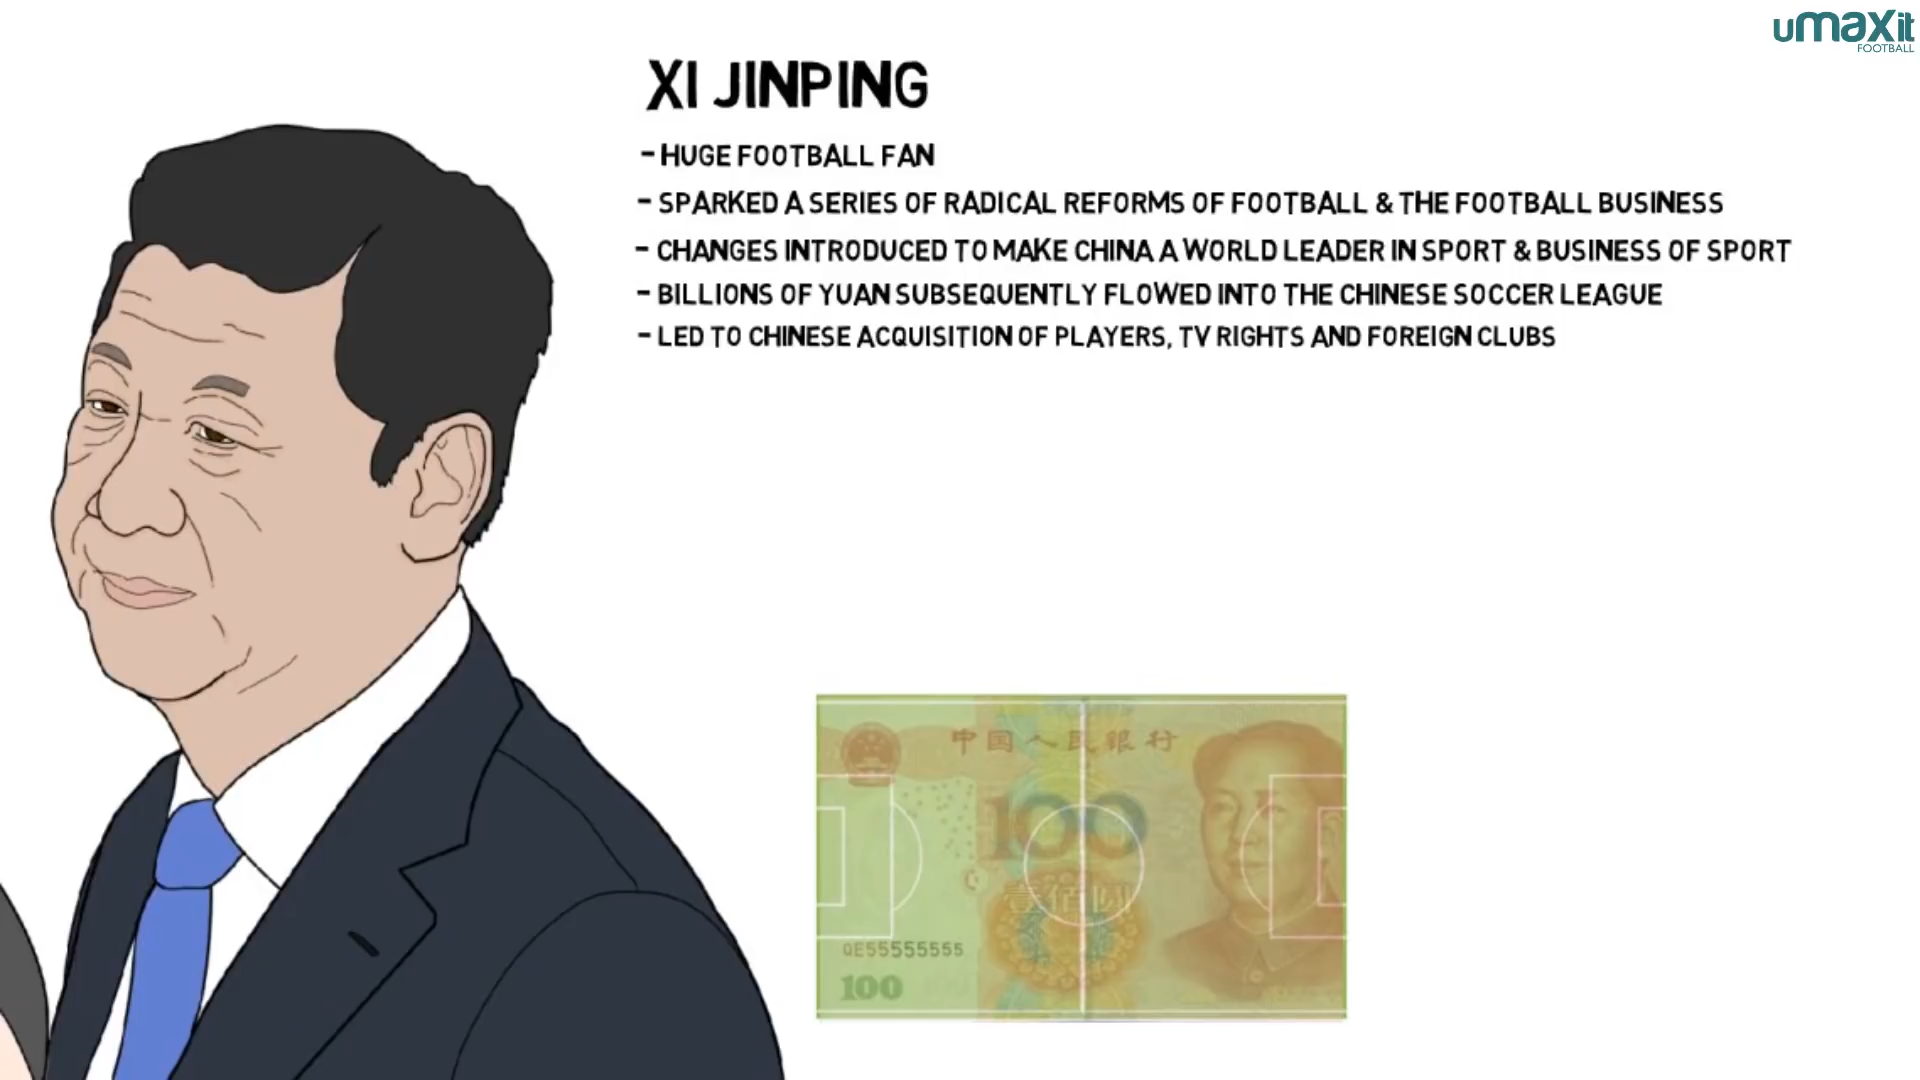 umaxit
FOOTBALL
XI JINPING
- HUGE FOOTBALL FAN
- SPARKED A SERIES OF RADICAL REFORMS OF FOOTBALL & THE FOOTBALL BUSINESS
- CHANGES INTRODUCED TO MAKE CHINA A WORLD LEADER IN SPORT & BUSINESS OF SPORT
- BILLIONS OF YUAN SUBSEQUENTLY FLOWED INTO THE CHINESE SOCCER LEAGUE
- LED TO CHINESE ACQUISITION OF PLAYERS, TV RIGHTS AND FOREIGN CLUBS
中国人民银行
100
壹佰圆
QE55555555
100